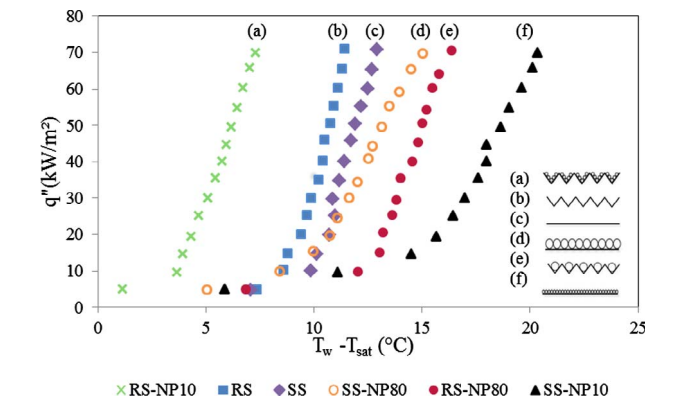 (a) (b) (c) (d) (e) (f)
80
70
60
50
40
30
20
10
0
q"(kW/m²)
(a)
(b)
(c)
(d)
(e)
(f)
0 5 10 15 20 25
Tw -Tsat (°C)
RS-NP10 RS SS SS-NP80 RS-NP80 SS-NP10